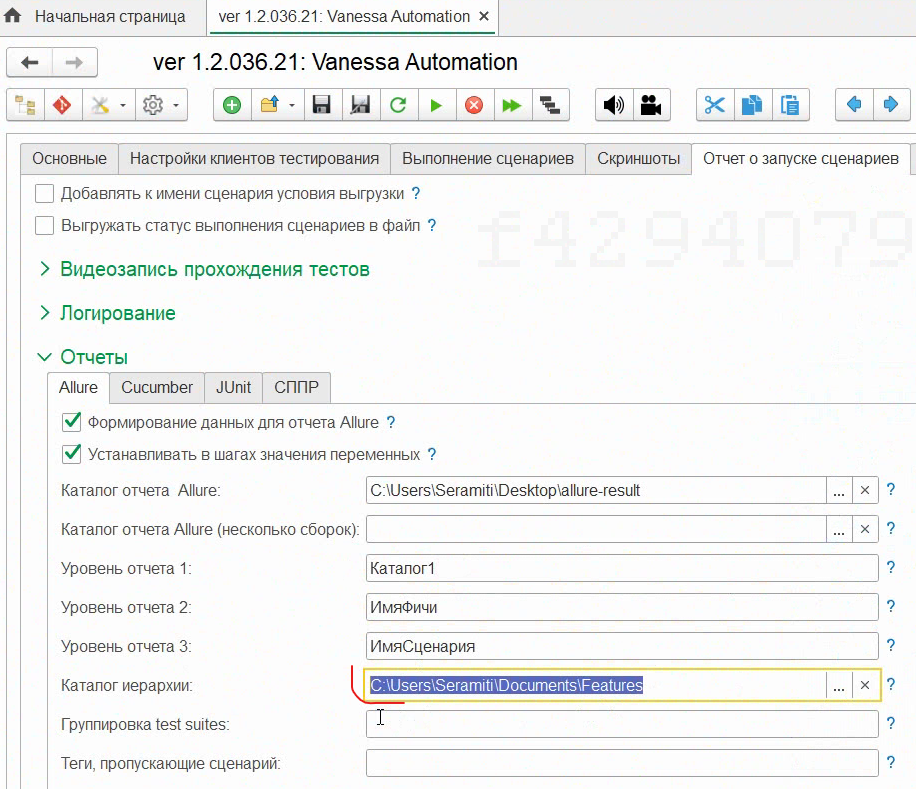 Начальная страница
ver 1.2.036.21: Vanessa Automation ×
ver 1.2.036.21: Vanessa Automation
Основные
Настройки клиентов тестирования
Выполнение сценариев
Скриншоты
Отчет о запуске сценариев
Добавлять к имени сценария условия выгрузки ?
Выгружать статус выполнения сценариев в файл ?
f4294079
Видеозапись прохождения тестов
Логирование
Отчеты
Allure
Cucumber
JUnit
СППР
Формирование данных для отчета Allure ?
Устанавливать в шагах значения переменных ?
Каталог отчета Allure: C:\Users\Seramiti\Desktop\allure-result ... × ?
Каталог отчета Allure (несколько сборок): ... × ?
Уровень отчета 1: Каталог1 ?
Уровень отчета 2: ИмяФичи ?
Уровень отчета 3: ИмяСценария ?
Каталог иерархии: C:\Users\Seramiti\Documents\Features ... × ?
Группировка test suites: ?
Теги, пропускающие сценарий: ?